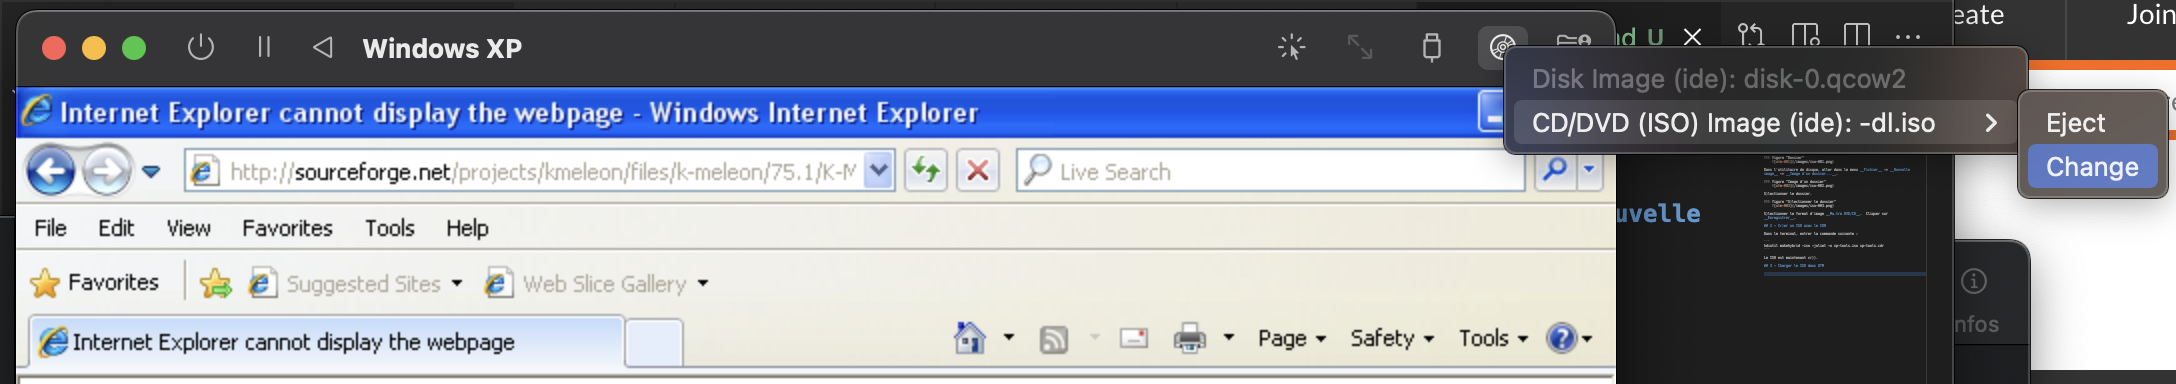 Windows XP
nd U
eate
Join
Disk Image (ide): disk-0.qcow2
CD/DVD (ISO) Image (ide): -dl.iso
Eject
Change
Internet Explorer cannot display the webpage - Windows Internet Explorer
http://sourceforge.net/projects/kmeleon/files/k-meleon/75.1/K-M
Live Search
File Edit View Favorites Tools Help
uvelle
Favorites Suggested Sites Web Slice Gallery
nfos
Internet Explorer cannot display the webpage
Page Safety Tools